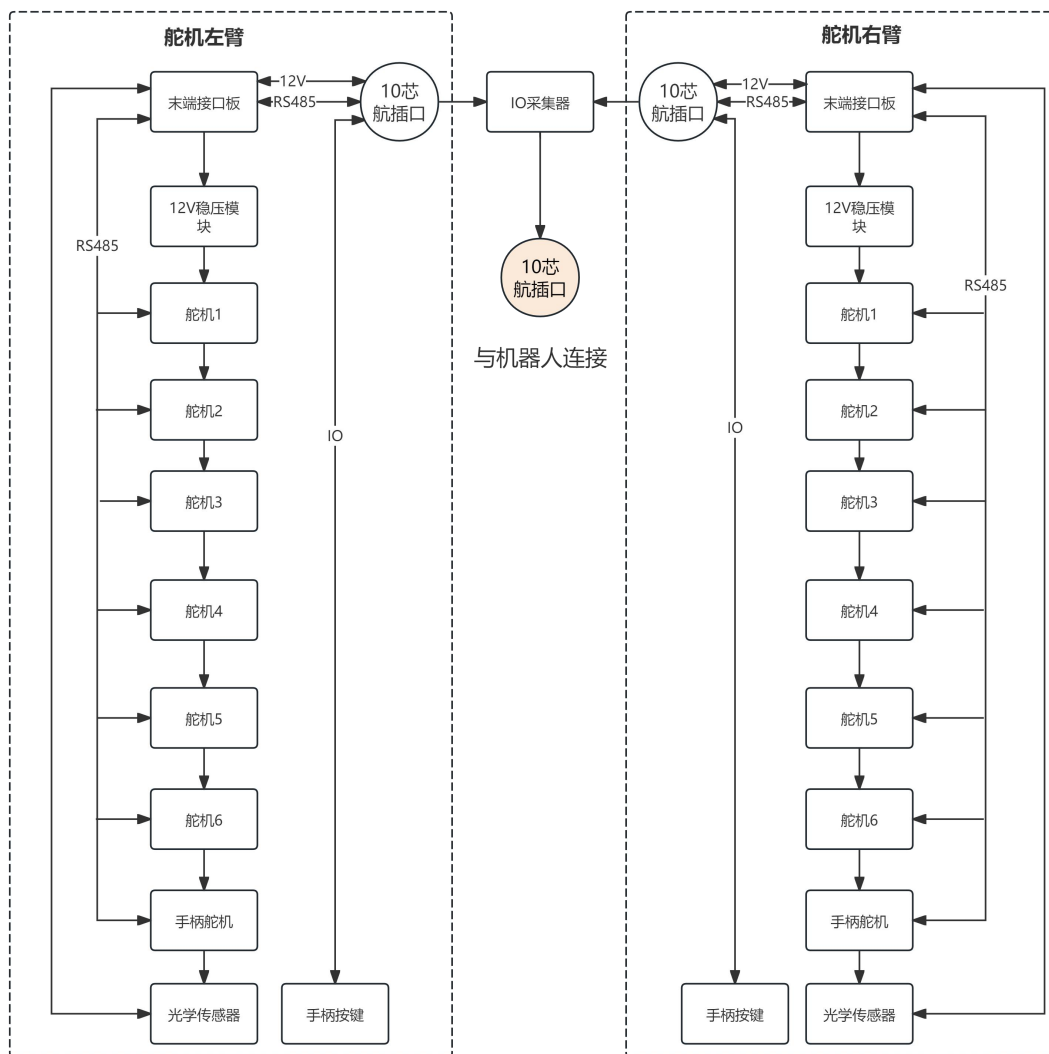 舵机左臂
末端接口板
12V
RS485
10芯
航插口
12V稳压模
块
RS485
舵机1
舵机2
舵机3
舵机4
舵机5
舵机6
手柄舵机
光学传感器
IO
手柄按键
IO采集器
10芯
航插口
与机器人连接
舵机右臂
10芯
航插口
12V
RS485
末端接口板
12V稳压模
块
RS485
舵机1
舵机2
舵机3
舵机4
舵机5
舵机6
手柄舵机
IO
手柄按键
光学传感器